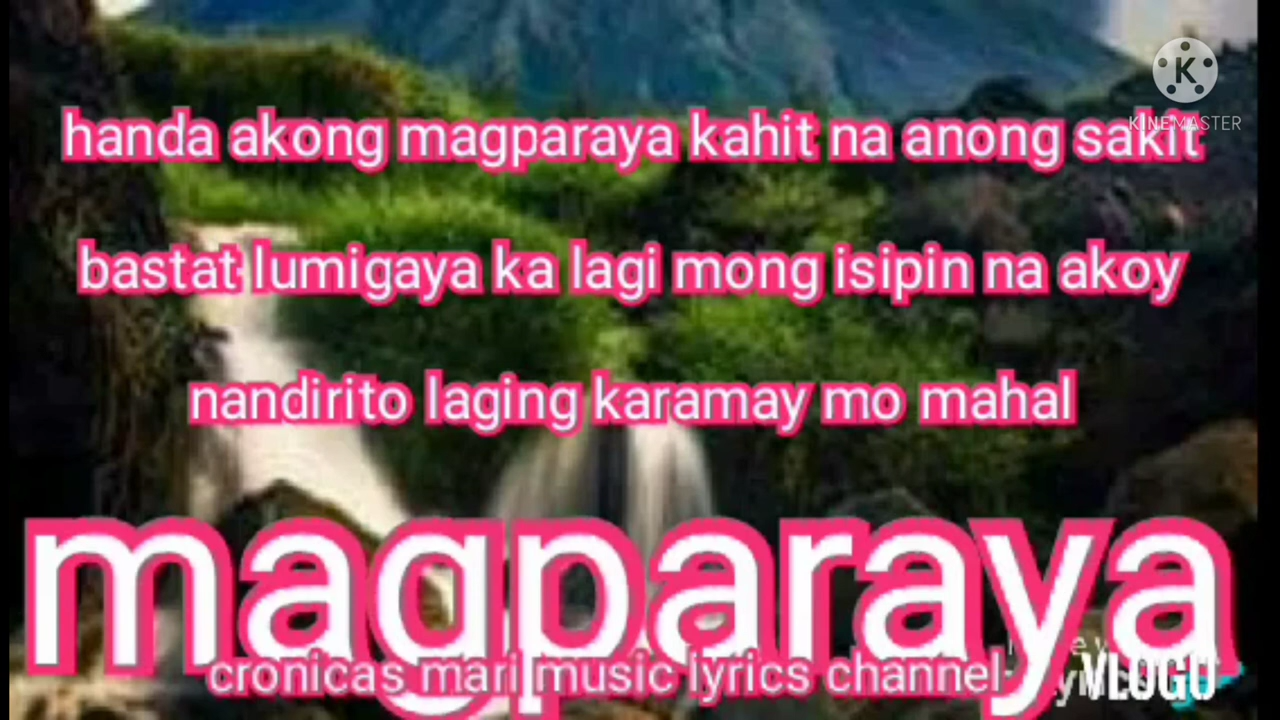 K
KINEMASTER
handa akong magparaya kahit na anong sakit
bastat lumigaya ka lagi mong isipin na akoy
nandirito laging karamay mo mahal
magparaya
cronicas mari music lyrics channel
VLOGU